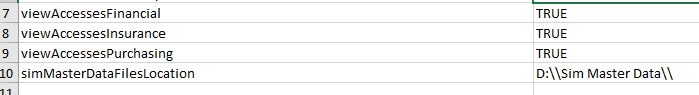 7 viewAccessesFinancial TRUE
8 viewAccessesInsurance TRUE
9 viewAccessesPurchasing TRUE
10 simMasterDataFilesLocation D:\\Sim Master Data\\
11